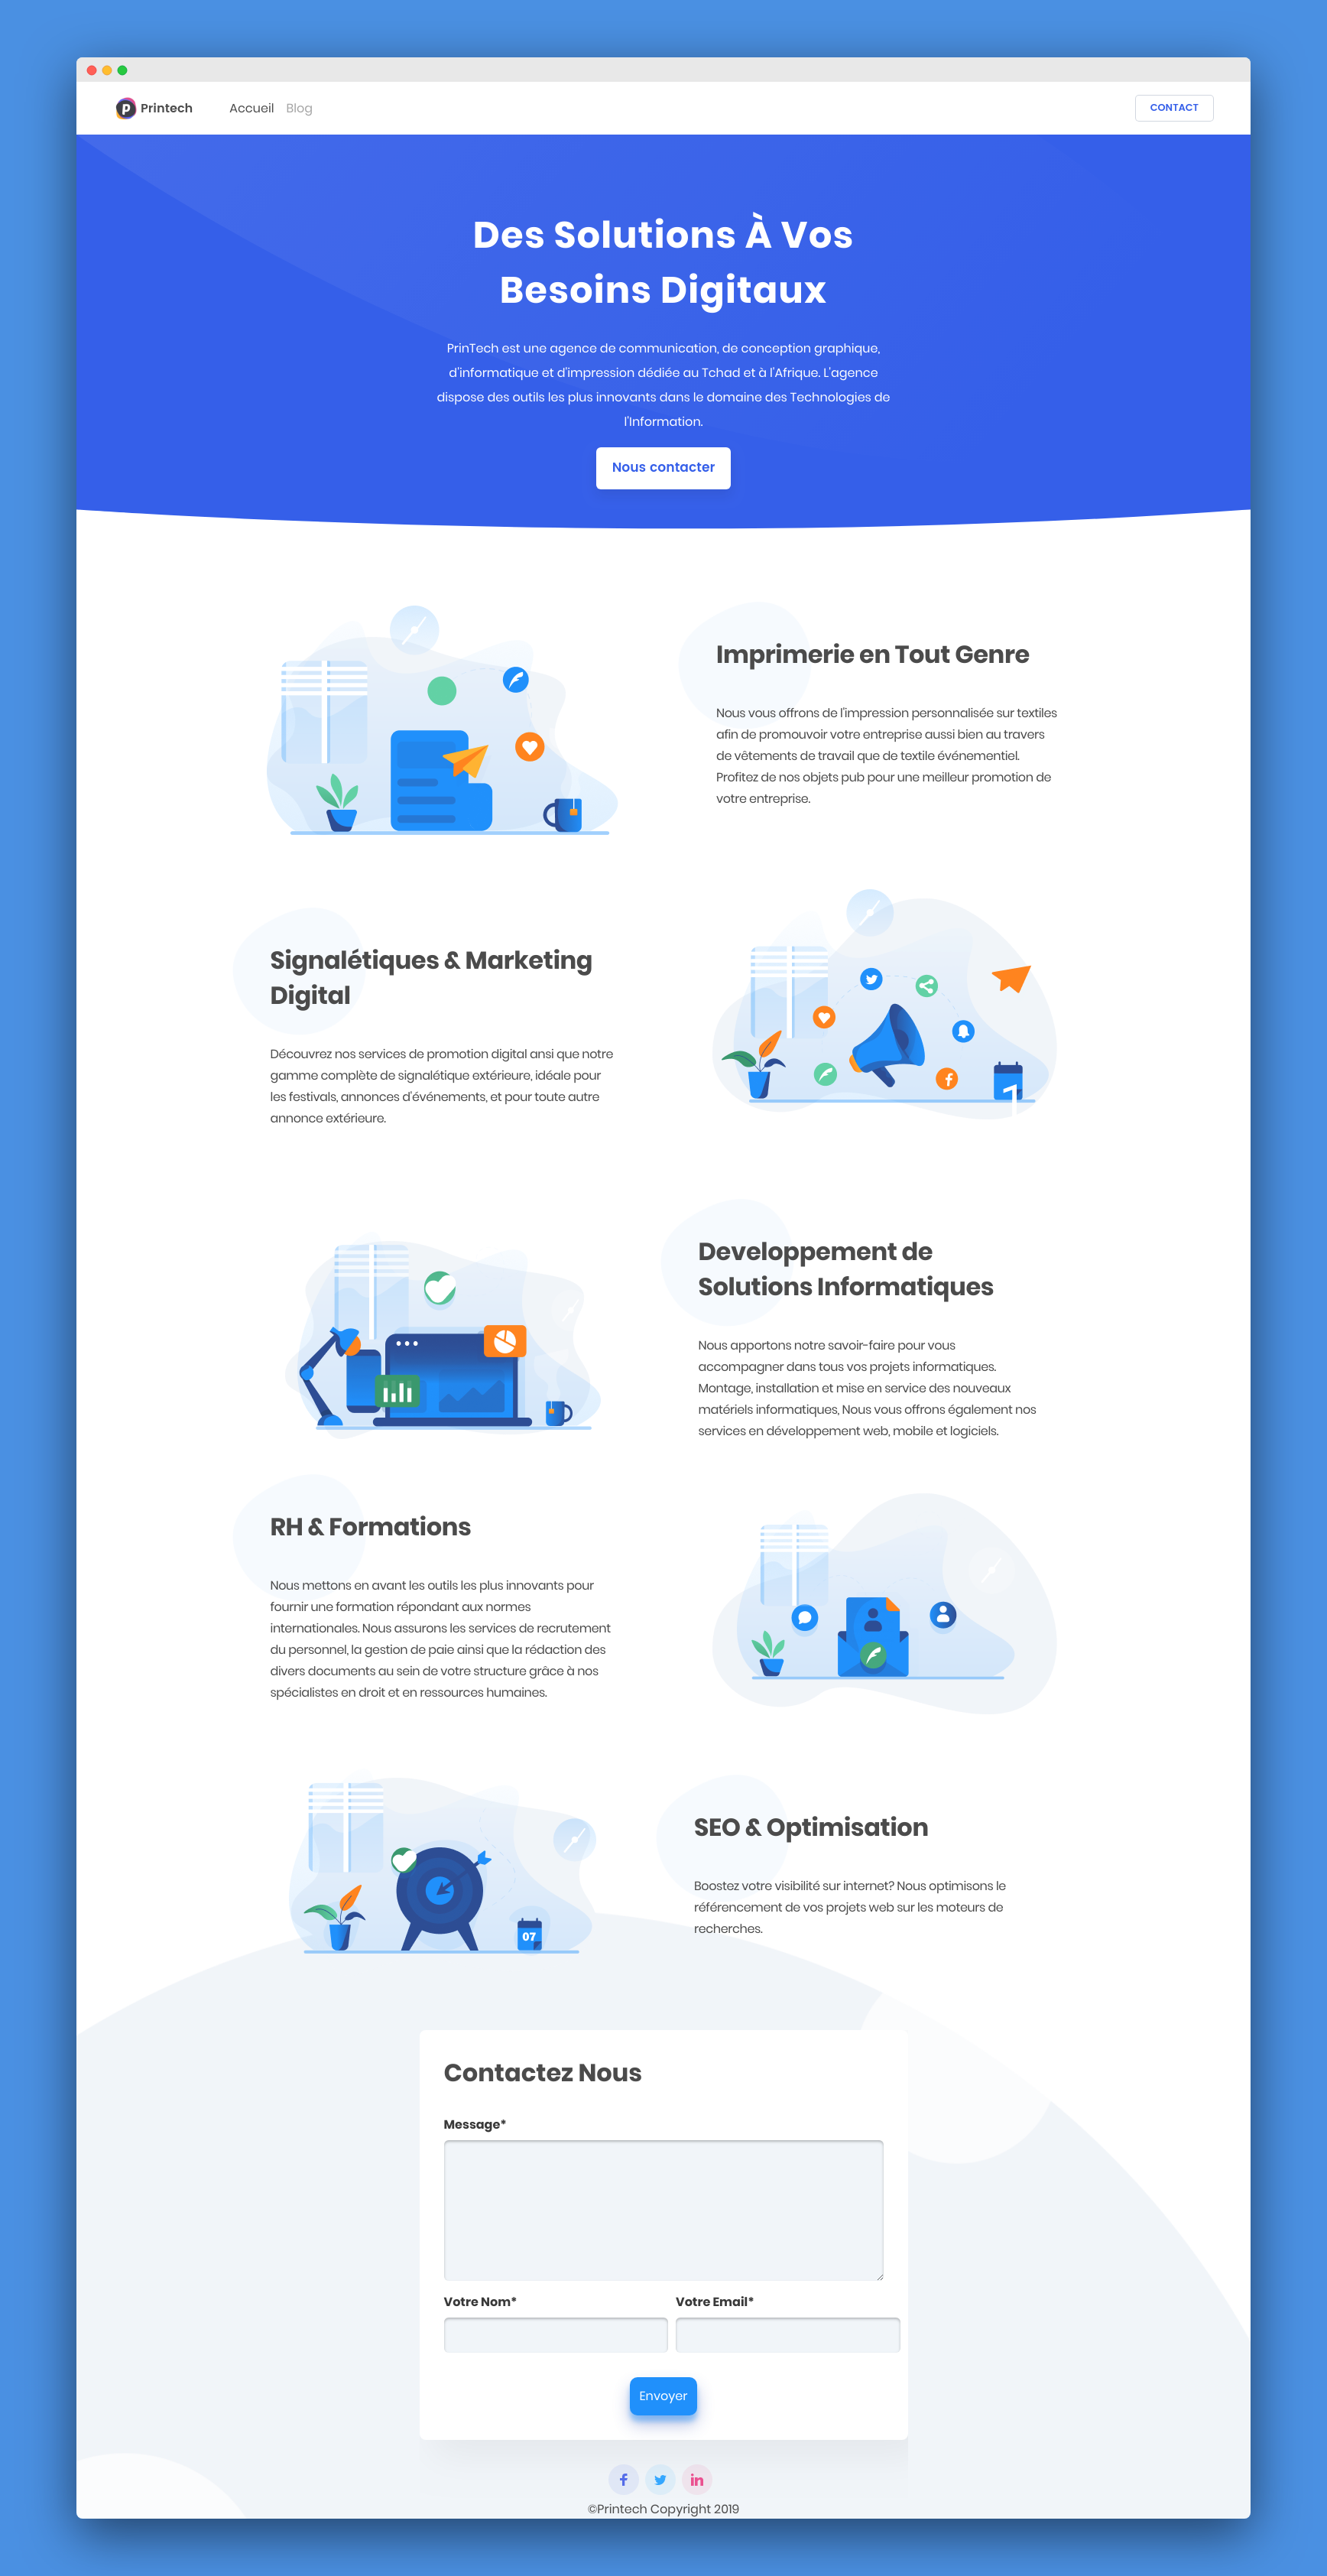 Printech
Accueil Blog
CONTACT
Des Solutions À Vos
Besoins Digitaux
PrinTech est une agence de communication, de conception graphique,
d'informatique et d'impression dédiée au Tchad et à l'Afrique. L'agence
dispose des outils les plus innovants dans le domaine des Technologies de
l'Information.
Nous contacter
Imprimerie en Tout Genre
Nous vous offrons de l'impression personnalisée sur textiles
afin de promouvoir votre entreprise aussi bien au travers
de vêtements de travail que de textile événementiel.
Profitez de nos objets pub pour une meilleur promotion de
votre entreprise.
Signalétiques & Marketing
Digital
Découvrez nos services de promotion digital ansi que notre
gamme complète de signalétique extérieure, idéale pour
les festivals, annonces d'événements, et pour toute autre
annonce extérieure.
1
Developpement de
Solutions Informatiques
Nous apportons notre savoir-faire pour vous
accompagner dans tous vos projets informatiques.
Montage, installation et mise en service des nouveaux
matériels informatiques, Nous vous offrons également nos
services en développement web, mobile et logiciels.
RH & Formations
Nous mettons en avant les outils les plus innovants pour
fournir une formation répondant aux normes
internationales. Nous assurons les services de recrutement
du personnel, la gestion de paie ainsi que la rédaction des
divers documents au sein de votre structure grâce à nos
spécialistes en droit et en ressources humaines.
07
SEO & Optimisation
Boostez votre visibilité sur internet? Nous optimisons le
référencement de vos projets web sur les moteurs de
recherches.
Contactez Nous
Message*
Votre Nom*
Votre Email*
Envoyer
©Printech Copyright 2019